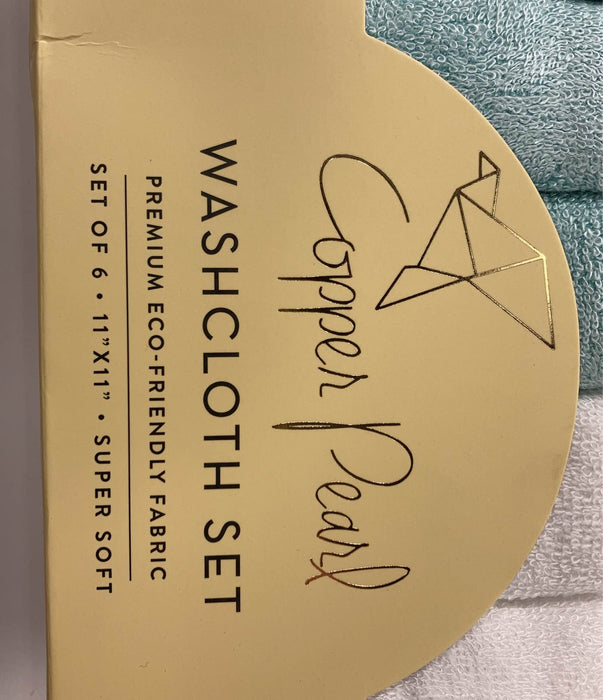 Copper Pearl
WASHCLOTH SET
PREMIUM ECO-FRIENDLY FABRIC
SET OF 6 • 11”X11” • SUPER SOFT